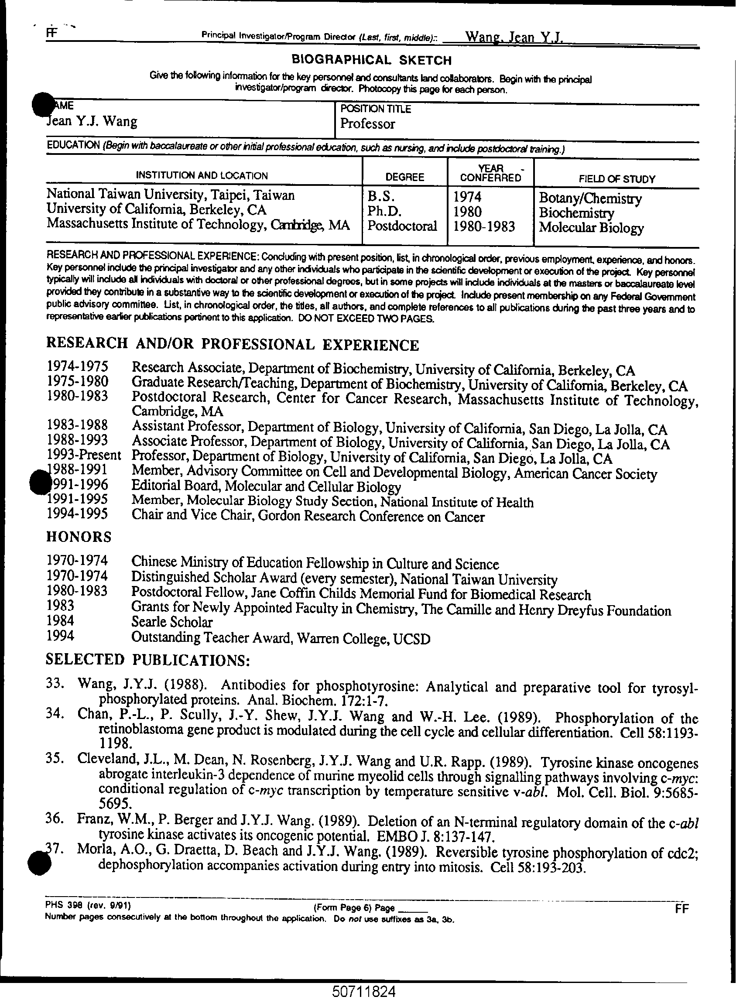 FF
Principal Investigator/Program Director (Last, first, middle):: Wang, Jean Y.J.
BIOGRAPHICAL SKETCH
Give the following information for the key personnel and consultants land collaborators. Begin with the principal
investigator/program director. Photocopy this page for each person.
AME
Jean Y.J. Wang
POSITION TITLE
Professor
EDUCATION (Begin with baccalaureate or other initial professional education, such as nursing, and include postdoctoral training.)
INSTITUTION AND LOCATION DEGREE YEAR CONFERRED FIELD OF STUDY
National Taiwan University, Taipei, Taiwan B.S. 1974 Botany/Chemistry
University of California, Berkeley, CA Ph.D. 1980 Biochemistry
Massachusetts Institute of Technology, Cambridge, MA Postdoctoral 1980-1983 Molecular Biology
RESEARCH AND PROFESSIONAL EXPERIENCE: Concluding with present position, list, in chronological order, previous employment, experience, and honors.
Key personnel include the principal investigator and any other individuals who participate in the scientific development or execution of the project. Key personnel
typically will include all individuals with doctoral or other professional degrees, but in some projects will include individuals at the masters or baccalaureate level
provided they contribute in a substantive way to the scientific development or execution of the project. Include present membership on any Federal Government
public advisory committee. List, in chronological order, the titles, all authors, and complete references to all publications during the past three years and to
representative earlier publications pertinent to this application. DO NOT EXCEED TWO PAGES.
RESEARCH AND/OR PROFESSIONAL EXPERIENCE
1974-1975 Research Associate, Department of Biochemistry, University of California, Berkeley, CA
1975-1980 Graduate Research/Teaching, Department of Biochemistry, University of California, Berkeley, CA
1980-1983 Postdoctoral Research, Center for Cancer Research, Massachusetts Institute of Technology,
Cambridge, MA
1983-1988 Assistant Professor, Department of Biology, University of California, San Diego, La Jolla, CA
1988-1993 Associate Professor, Department of Biology, University of California, San Diego, La Jolla, CA
1993-Present Professor, Department of Biology, University of California, San Diego, La Jolla, CA
1988-1991 Member, Advisory Committee on Cell and Developmental Biology, American Cancer Society
991-1996 Editorial Board, Molecular and Cellular Biology
1991-1995 Member, Molecular Biology Study Section, National Institute of Health
1994-1995 Chair and Vice Chair, Gordon Research Conference on Cancer
HONORS
1970-1974 Chinese Ministry of Education Fellowship in Culture and Science
1970-1974 Distinguished Scholar Award (every semester), National Taiwan University
1980-1983 Postdoctoral Fellow, Jane Coffin Childs Memorial Fund for Biomedical Research
1983 Grants for Newly Appointed Faculty in Chemistry, The Camille and Henry Dreyfus Foundation
1984 Searle Scholar
1994 Outstanding Teacher Award, Warren College, UCSD
SELECTED PUBLICATIONS:
33. Wang, J.Y.J. (1988). Antibodies for phosphotyrosine: Analytical and preparative tool for tyrosyl-
phosphorylated proteins. Anal. Biochem. 172:1-7.
34. Chan, P.-L., P. Scully, J.-Y. Shew, J.Y.J. Wang and W.-H. Lee. (1989). Phosphorylation of the
retinoblastoma gene product is modulated during the cell cycle and cellular differentiation. Cell 58:1193-
1198.
35. Cleveland, J.L., M. Dean, N. Rosenberg, J.Y.J. Wang and U.R. Rapp. (1989). Tyrosine kinase oncogenes
abrogate interleukin-3 dependence of murine myeolid cells through signalling pathways involving c-myc:
conditional regulation of c-myc transcription by temperature sensitive v-abl. Mol. Cell. Biol. 9:5685-
5695.
36. Franz, W.M., P. Berger and J.Y.J. Wang. (1989). Deletion of an N-terminal regulatory domain of the c-abl
tyrosine kinase activates its oncogenic potential. EMBO J. 8:137-147.
37. Morla, A.O., G. Draetta, D. Beach and J.Y.J. Wang. (1989). Reversible tyrosine phosphorylation of cdc2;
dephosphorylation accompanies activation during entry into mitosis. Cell 58:193-203.
PHS 398 (rev. 9/91) (Form Page 6) Page ______ FF
Number pages consecutively at the bottom throughout the application. Do not use suffixes as 3a, 3b.
50711824